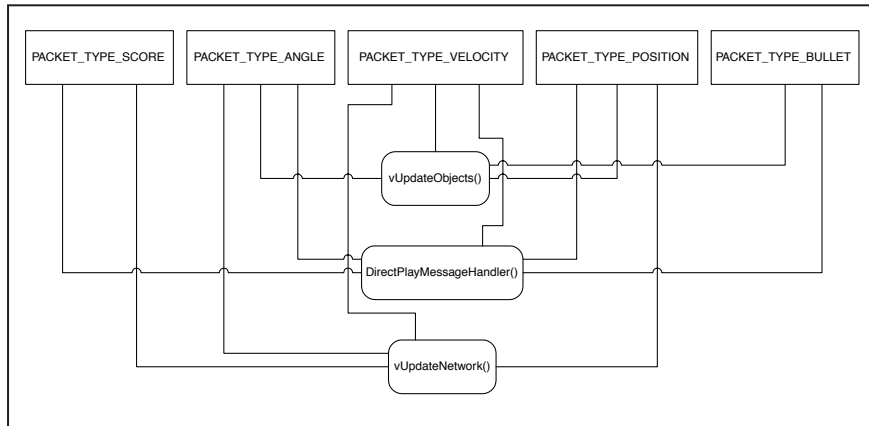 PACKET_TYPE_SCORE
PACKET_TYPE_ANGLE
PACKET_TYPE_VELOCITY
PACKET_TYPE_POSITION
PACKET_TYPE_BULLET
vUpdateObjects()
DirectPlayMessageHandler()
vUpdateNetwork()